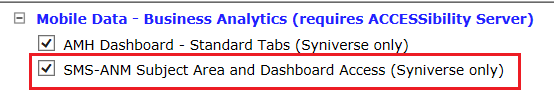 Mobile Data - Business Analytics (requires ACCESSibility Server)
AMH Dashboard - Standard Tabs (Syniverse only)
SMS-ANM Subject Area and Dashboard Access (Syniverse only)